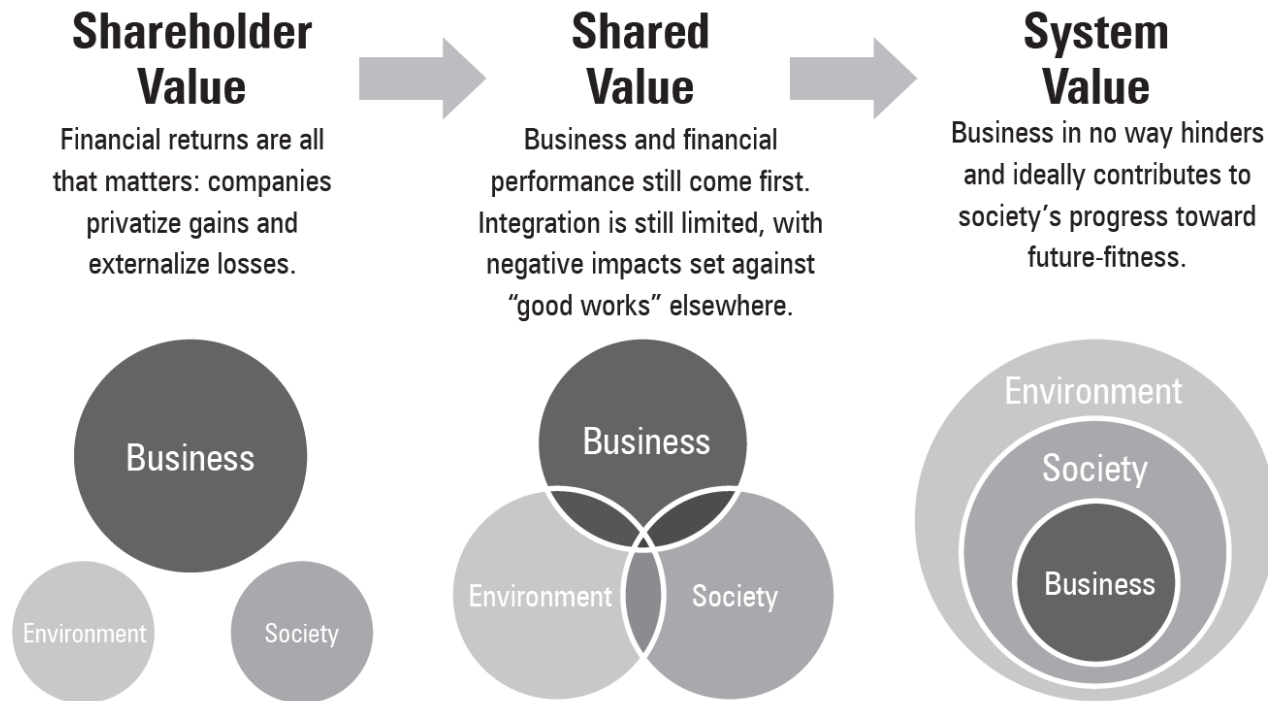 Shareholder
Value
Financial returns are all
that matters: companies
privatize gains and
externalize losses.
Business
Environment
Society
Shared
Value
Business and financial
performance still come first.
Integration is still limited, with
negative impacts set against
“good works” elsewhere.
Business
Environment
Society
System
Value
Business in no way hinders
and ideally contributes to
society’s progress toward
future-fitness.
Environment
Society
Business